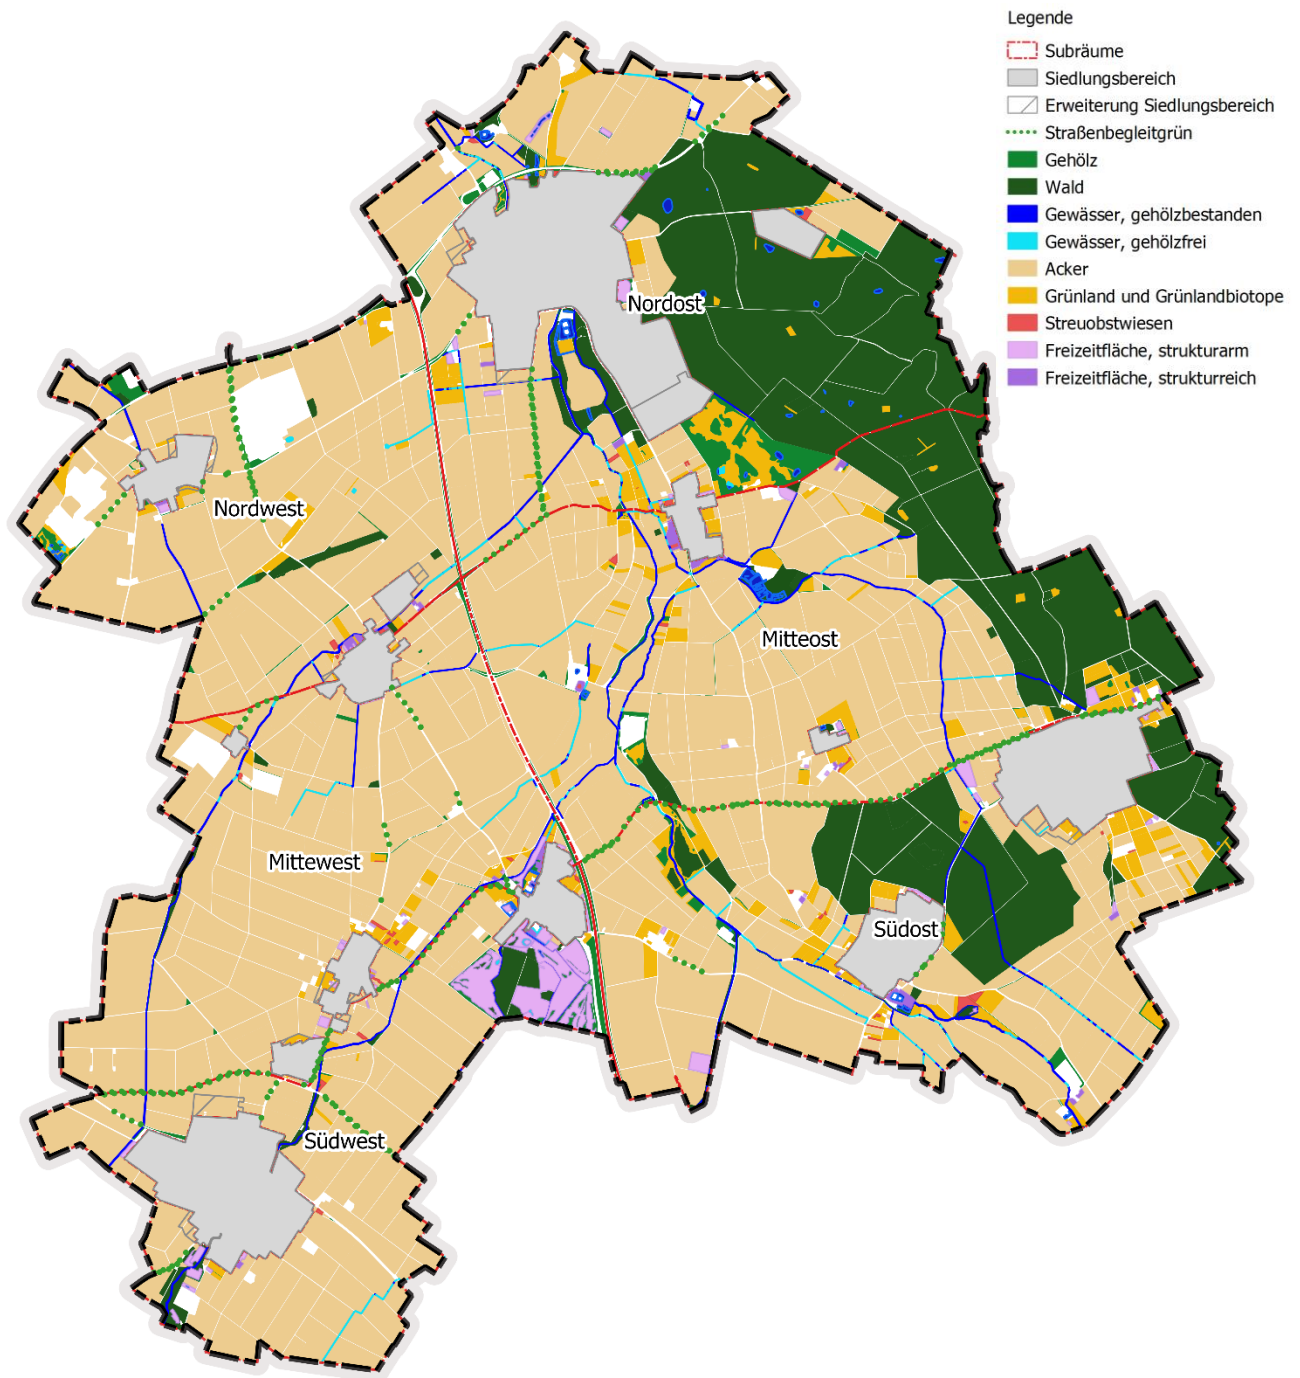 Legende
Subräume
Siedlungsbereich
Erweiterung Siedlungsbereich
Straßenbegleitgrün
Gehölz
Wald
Gewässer, gehölzbestanden
Gewässer, gehölzfrei
Acker
Grünland und Grünlandbiotope
Streuobstwiesen
Freizeitfläche, strukturarm
Freizeitfläche, strukturreich
Nordost
Nordwest
Mitteost
Mittewest
Südost
Südwest